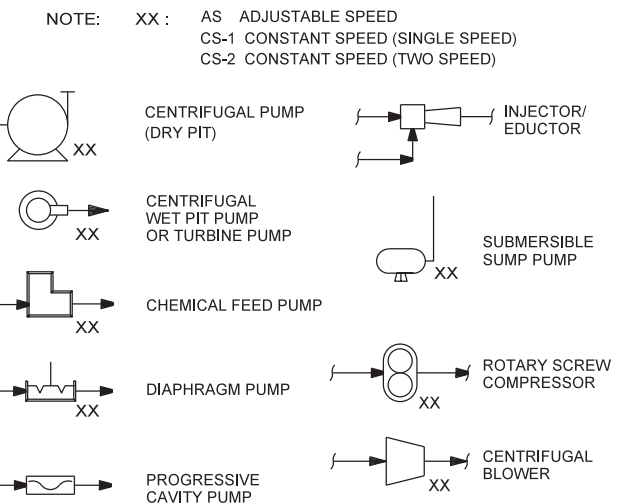 NOTE: XX : AS ADJUSTABLE SPEED
CS-1 CONSTANT SPEED (SINGLE SPEED)
CS-2 CONSTANT SPEED (TWO SPEED)
CENTRIFUGAL PUMP
(DRY PIT)
XX
CENTRIFUGAL
WET PIT PUMP
OR TURBINE PUMP
XX
CHEMICAL FEED PUMP
XX
DIAPHRAGM PUMP
XX
PROGRESSIVE
CAVITY PUMP
INJECTOR/
EDUCTOR
SUBMERSIBLE
SUMP PUMP
XX
ROTARY SCREW
COMPRESSOR
XX
CENTRIFUGAL
BLOWER
XX